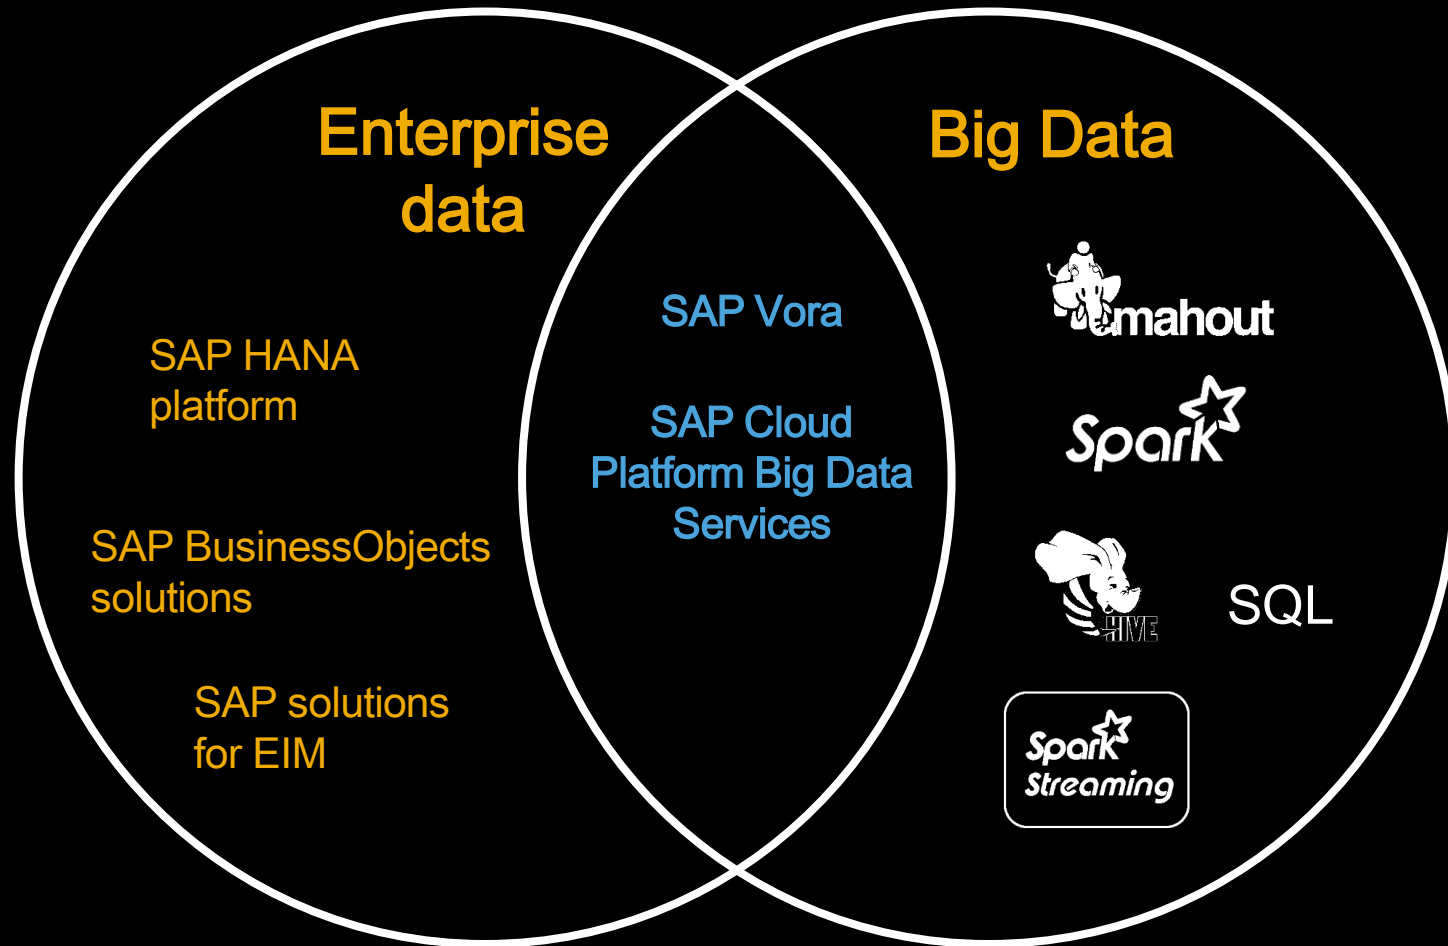 Enterprise
data
Big Data
SAP HANA
platform
SAP BusinessObjects
solutions
SAP solutions
for EIM
SAP Vora
SAP Cloud
Platform Big Data
Services
mahout
Spark
HIVE
SQL
Spark
Streaming